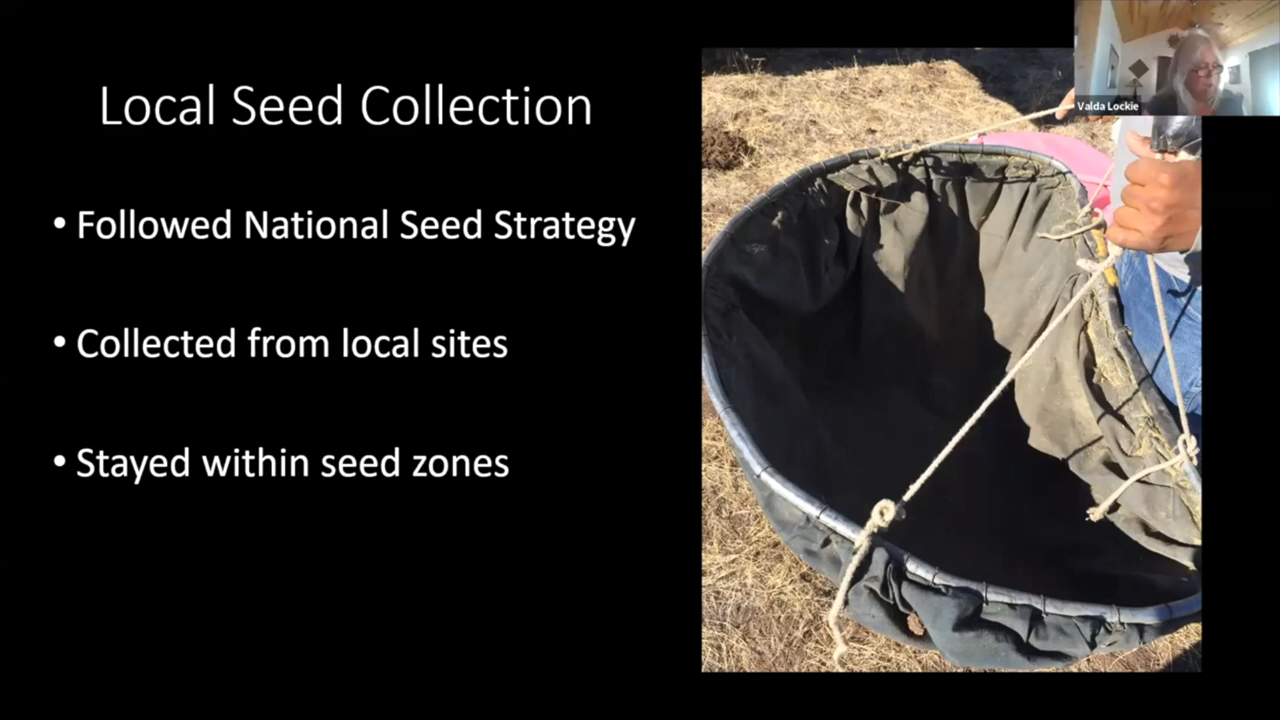 Local Seed Collection
• Followed National Seed Strategy
• Collected from local sites
• Stayed within seed zones
Valda Lockie